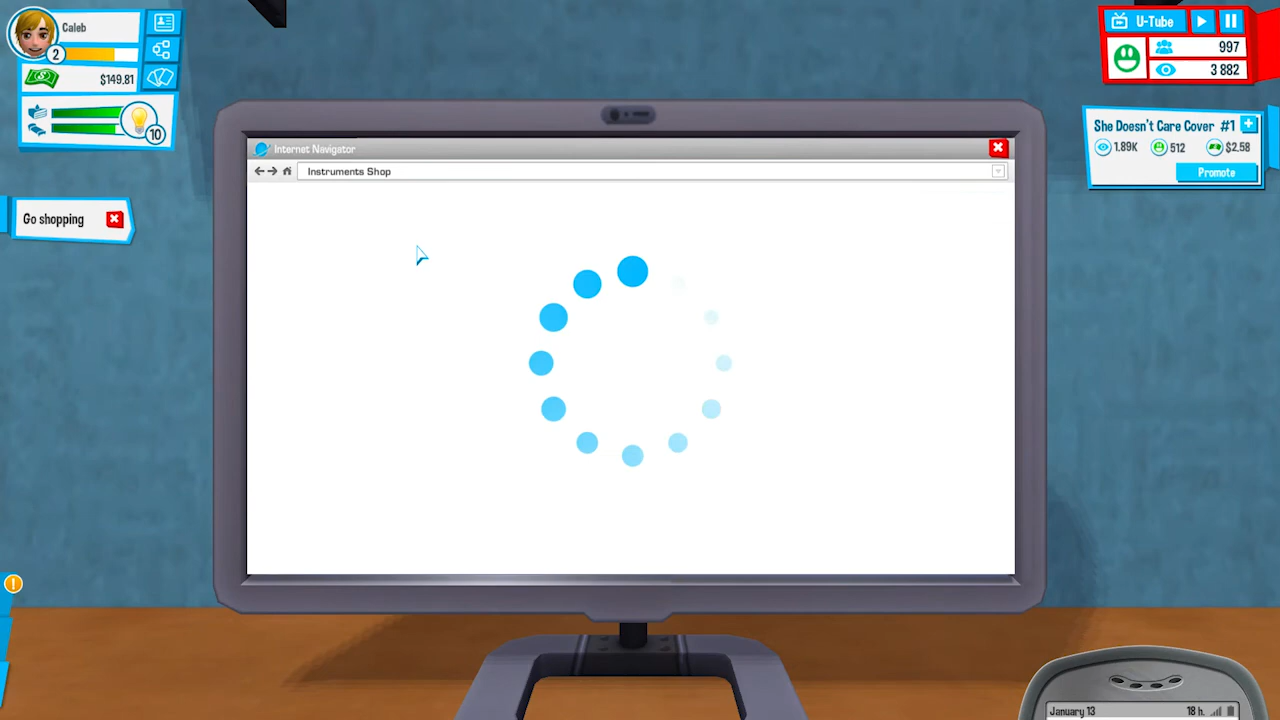 Caleb
2
$149.81
10
Go shopping
Internet Navigator
Instruments Shop
U-Tube
997
3 882
She Doesn't Care Cover #1
1.89K 512 $2.58
Promote
January 13 18 h.